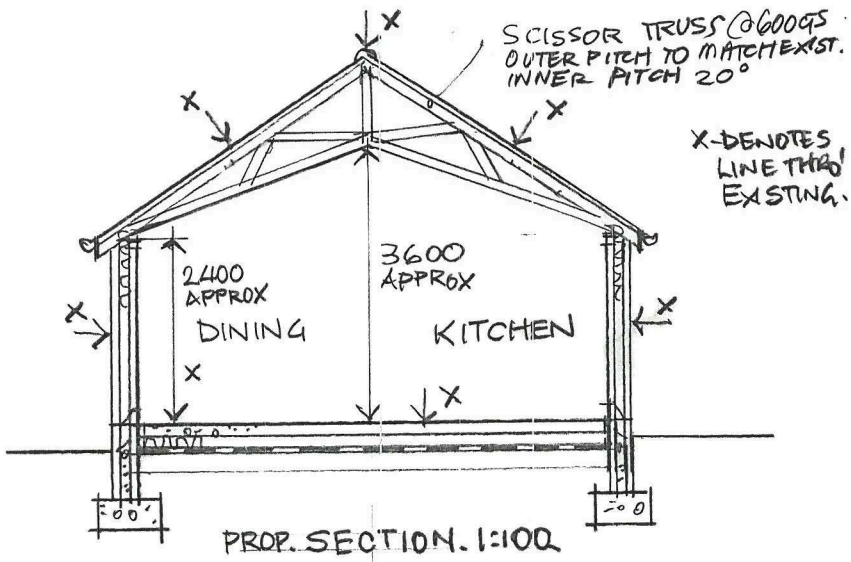 X
SCISSOR TRUSS @600CS
OUTER PITCH TO MATCH EXIST.
INNER PITCH 20°
X
X
X-DENOTES
LINE THRO'
EXISTING.
2400
APPROX
3600
APPROX
X
DINING
KITCHEN
X
X
X
PROP. SECTION. 1:100